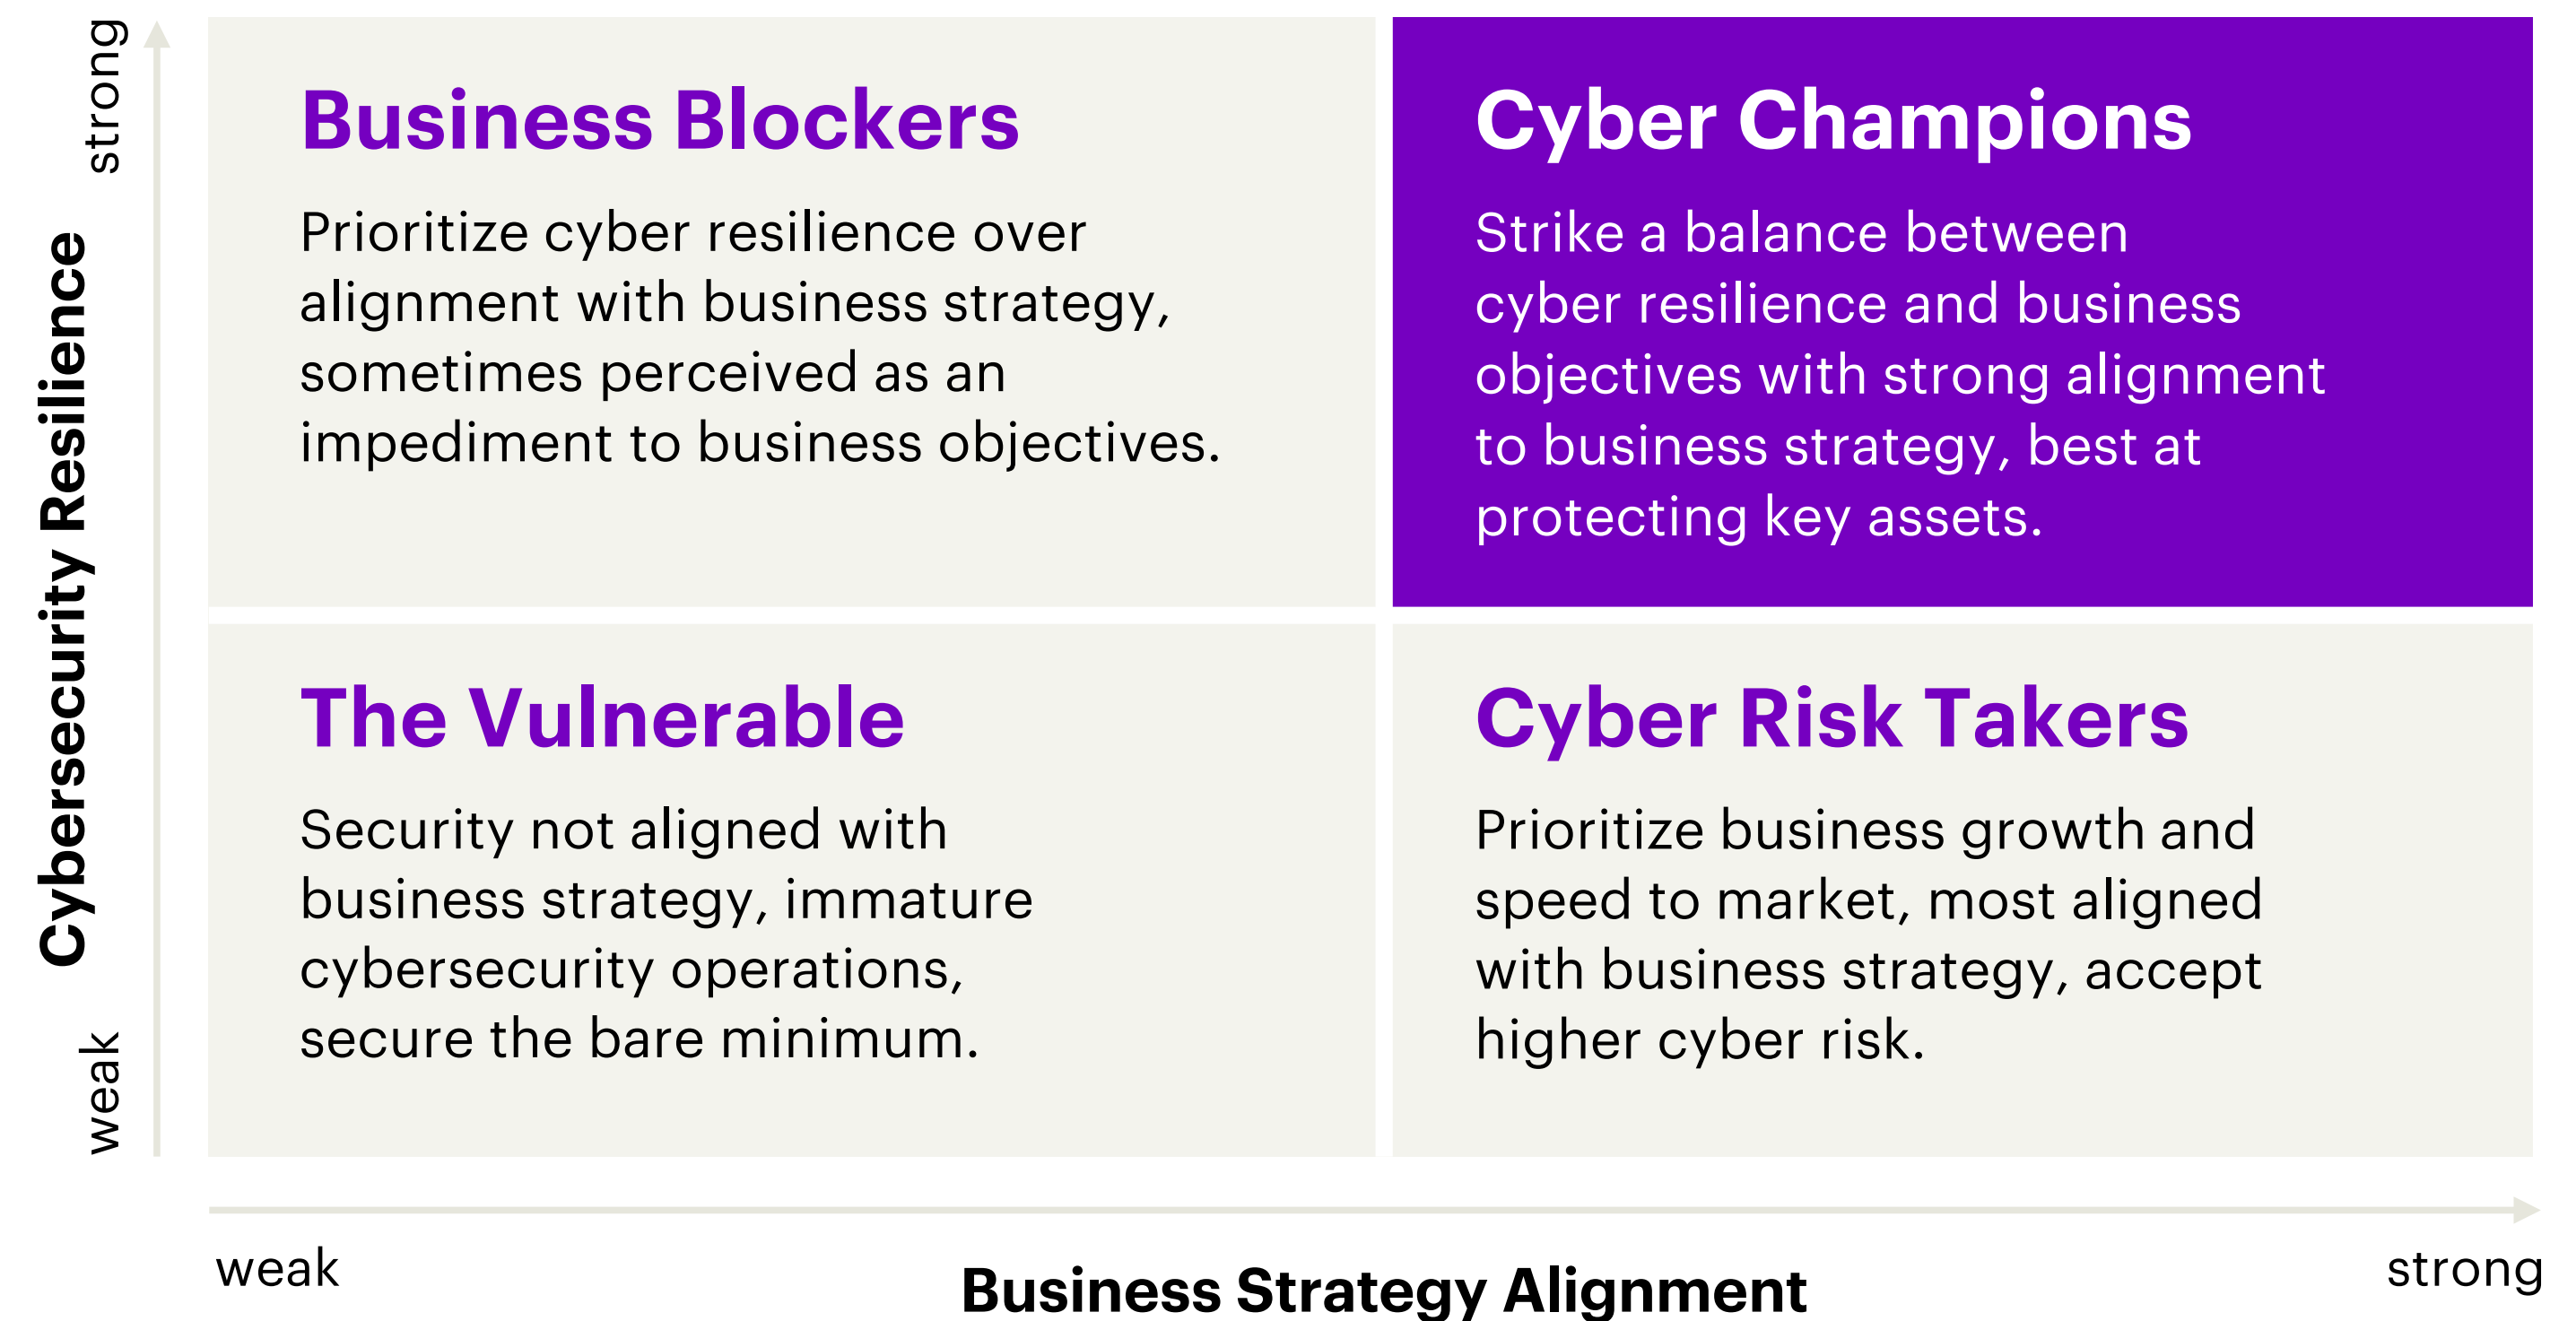 strong
Cybersecurity Resilience
weak
Business Blockers
Prioritize cyber resilience over
alignment with business strategy,
sometimes perceived as an
impediment to business objectives.
Cyber Champions
Strike a balance between
cyber resilience and business
objectives with strong alignment
to business strategy, best at
protecting key assets.
The Vulnerable
Security not aligned with
business strategy, immature
cybersecurity operations,
secure the bare minimum.
Cyber Risk Takers
Prioritize business growth and
speed to market, most aligned
with business strategy, accept
higher cyber risk.
weak
Business Strategy Alignment
strong